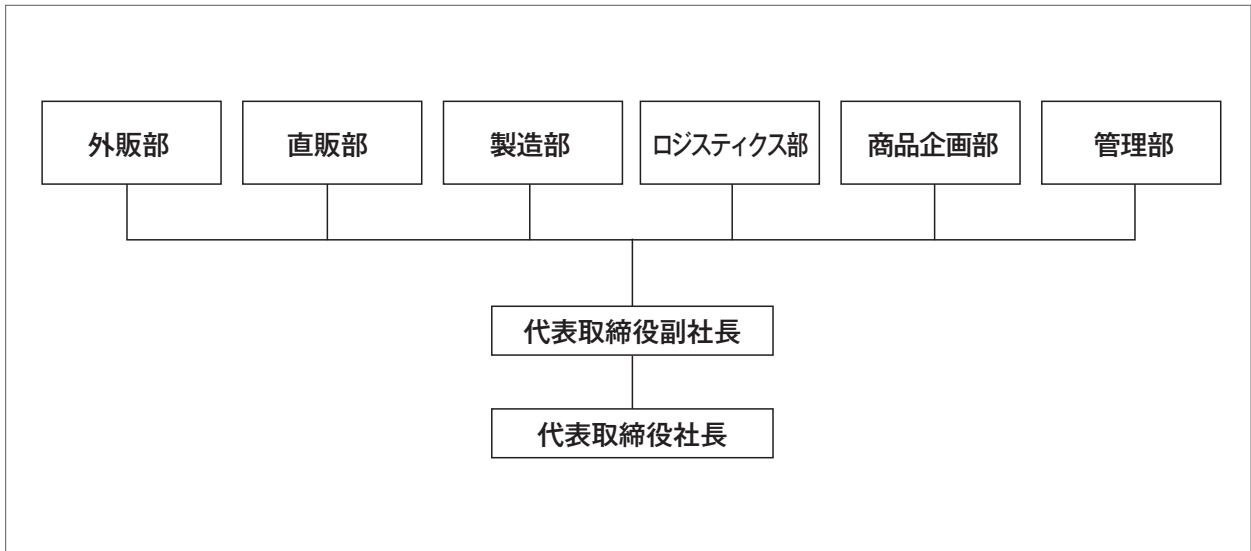 外販部
直販部
製造部
ロジスティクス部
商品企画部
管理部
代表取締役副社長
代表取締役社長